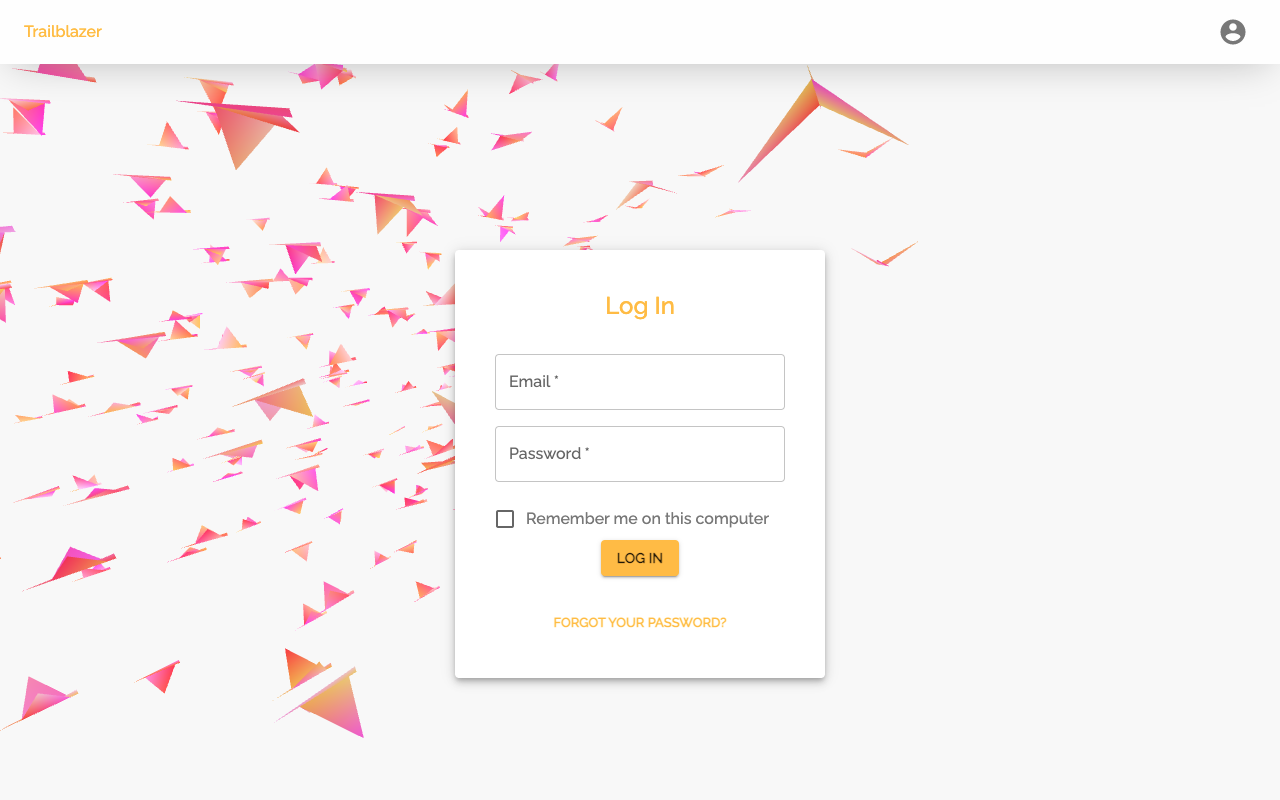 Trailblazer
Log In
Email *
Password *
Remember me on this computer
LOG IN
FORGOT YOUR PASSWORD?